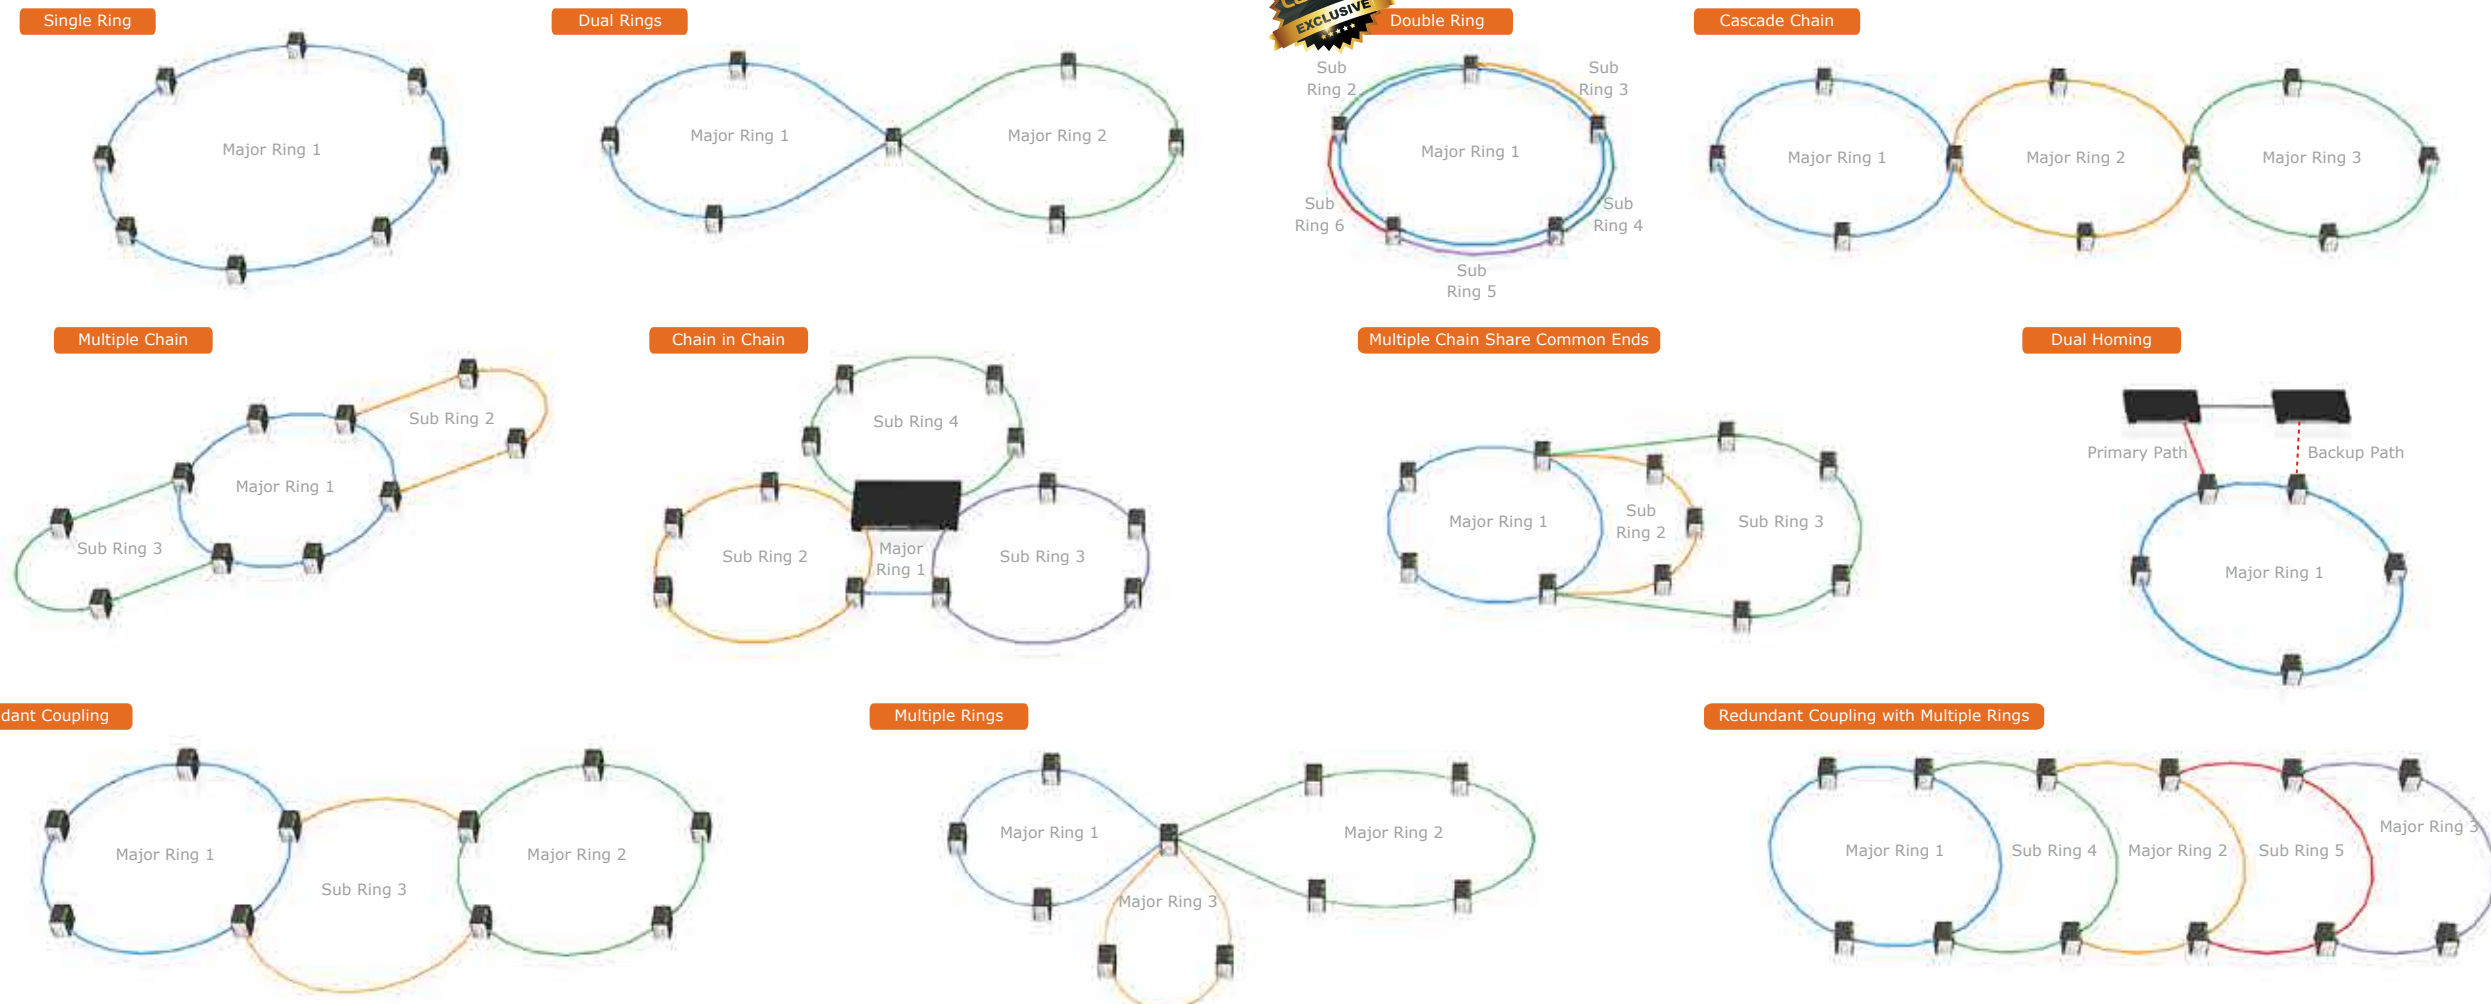 Single Ring
Dual Rings
EXCLUSIVE
Double Ring
Cascade Chain
Major Ring 1
Major Ring 1
Major Ring 2
Sub
Ring 2
Sub
Ring 3
Major Ring 1
Sub
Ring 6
Sub
Ring 4
Sub
Ring 5
Major Ring 1
Major Ring 2
Major Ring 3
Multiple Chain
Chain in Chain
Multiple Chain Share Common Ends
Dual Homing
Sub Ring 2
Major Ring 1
Sub Ring 3
Sub Ring 4
Sub Ring 2
Major
Ring 1
Sub Ring 3
Major Ring 1
Sub
Ring 2
Sub Ring 3
Primary Path
Backup Path
Major Ring 1
dant Coupling
Multiple Rings
Redundant Coupling with Multiple Rings
Major Ring 1
Sub Ring 3
Major Ring 2
Major Ring 1
Major Ring 2
Major Ring 3
Major Ring 1
Sub Ring 4
Major Ring 2
Sub Ring 5
Major Ring 3